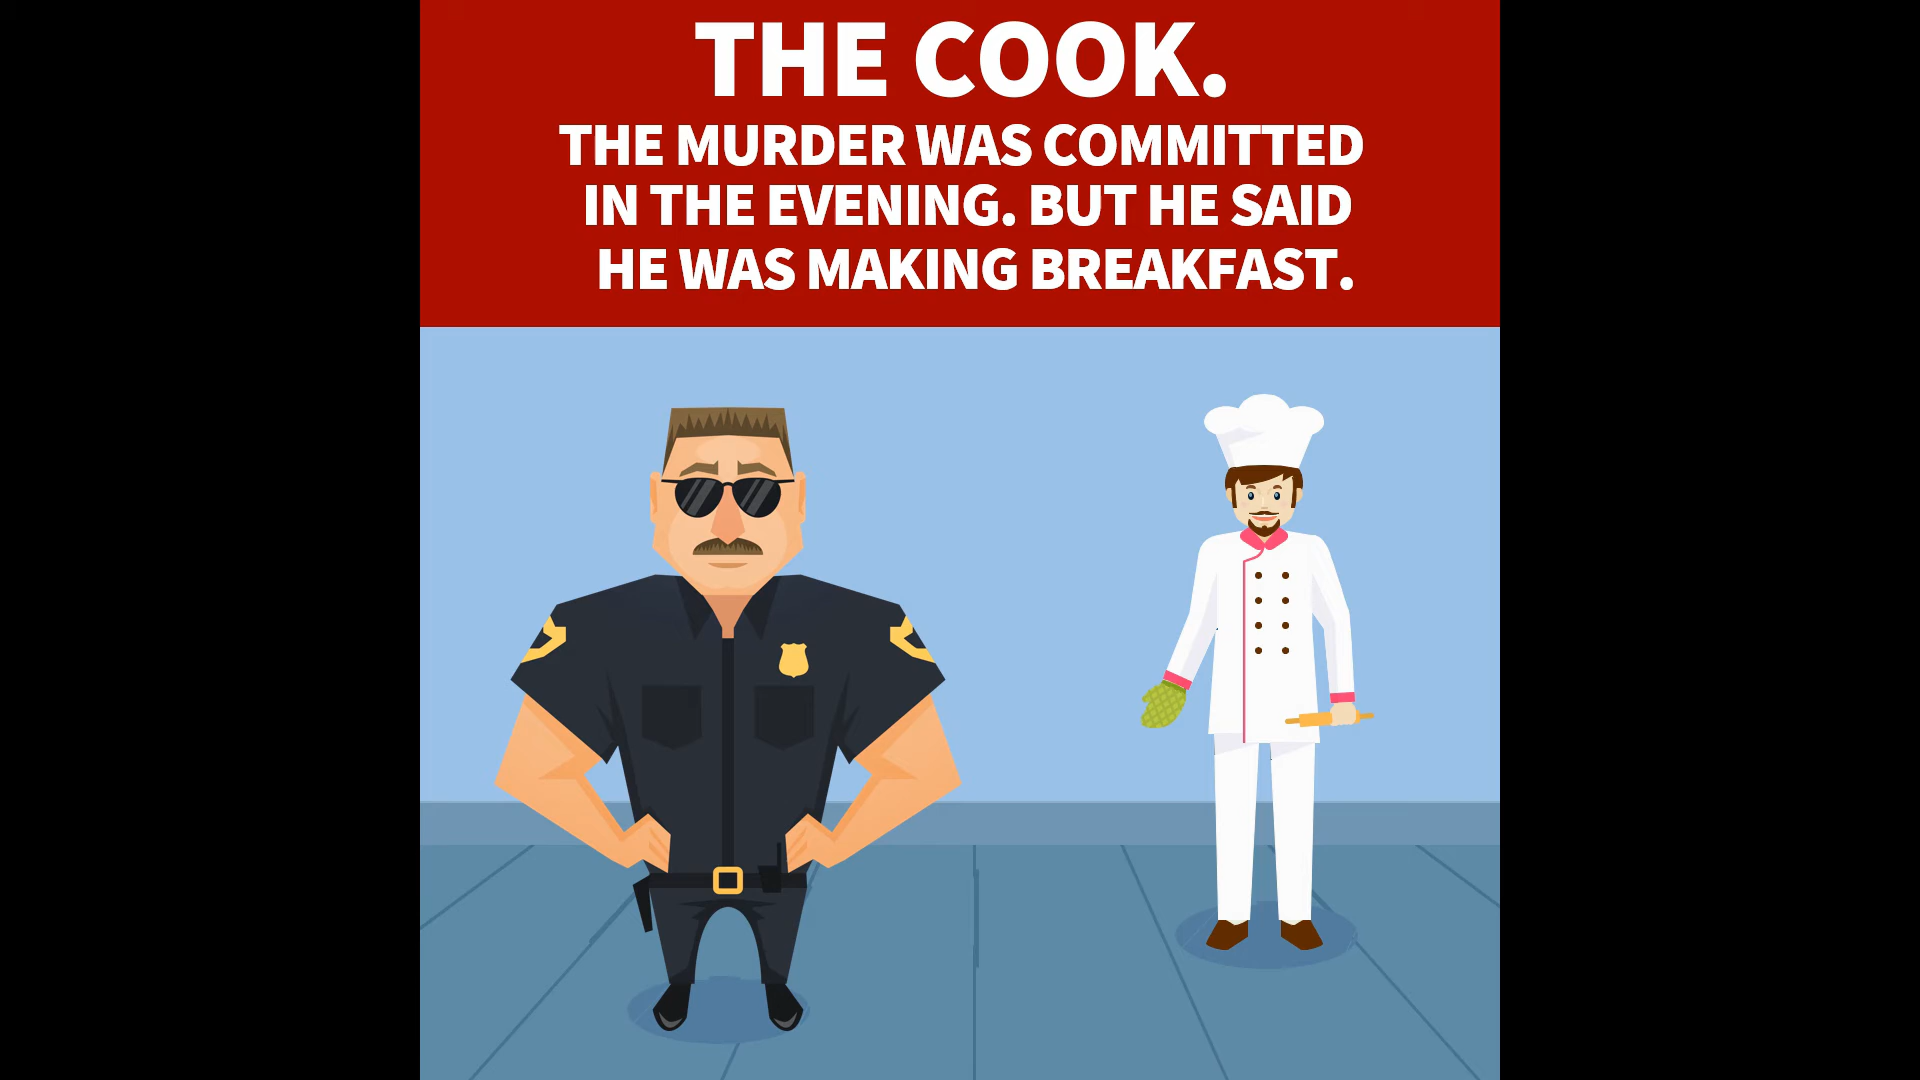 THE COOK.
THE MURDER WAS COMMITTED
IN THE EVENING. BUT HE SAID
HE WAS MAKING BREAKFAST.